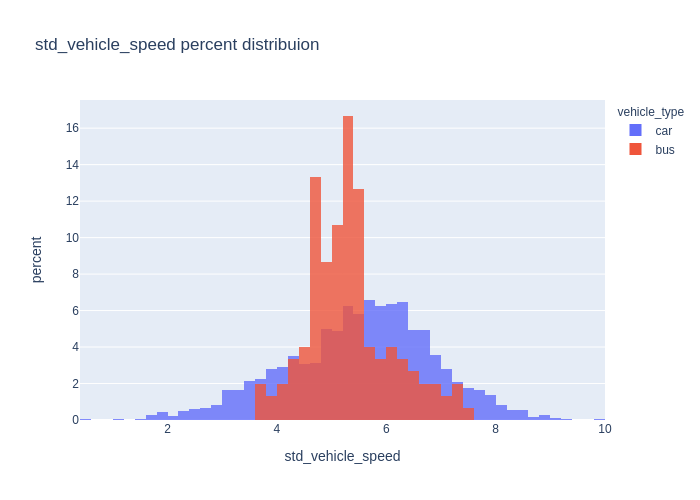 std_vehicle_speed percent distribuion
vehicle_type
car
bus
16
14
12
10
8
6
4
2
0
percent
2
4
6
8
10
std_vehicle_speed